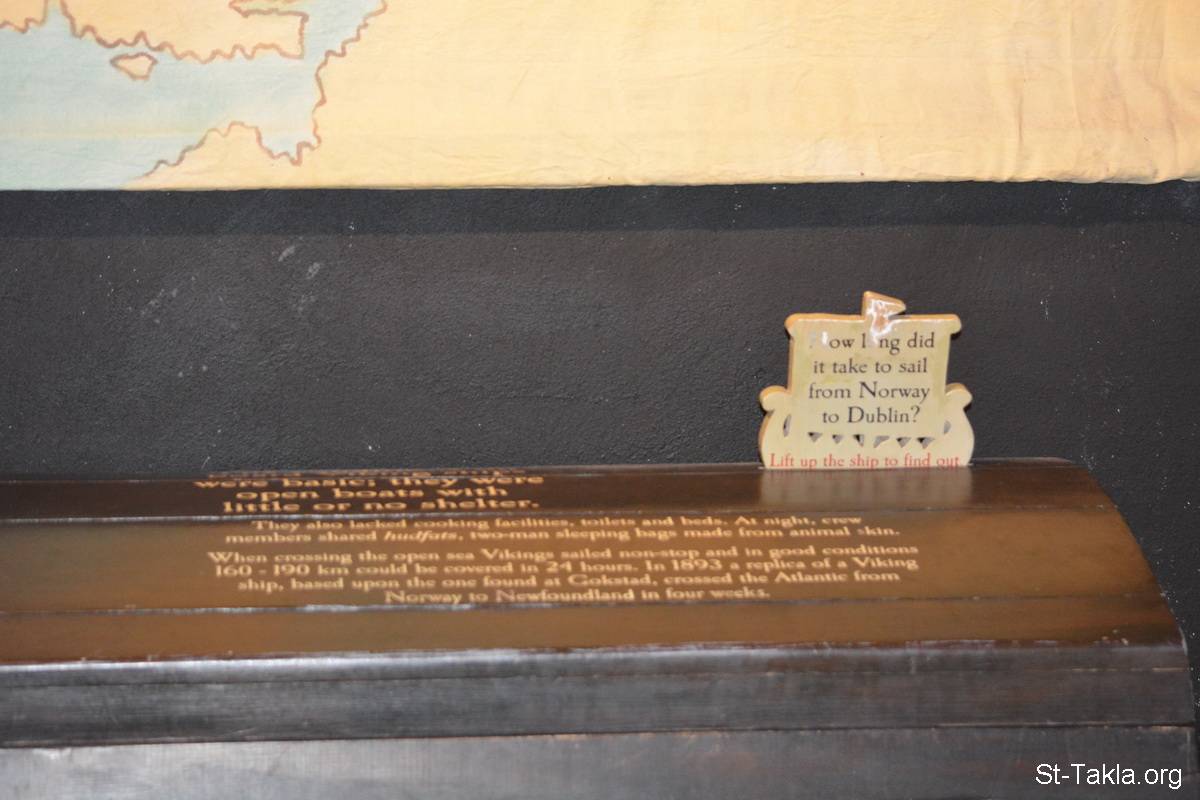 How long did
it take to sail
from Norway
to Dublin?
Lift up the ship to find out
were basic; they were
open boats with
little or no shelter.
They also lacked cooking facilities, toilets and beds. At night, crew
members shared hudfats, two-man sleeping bags made from animal skin.
When crossing the open sea Vikings sailed non-stop and in good conditions
160 - 190 km could be covered in 24 hours. In 1893 a replica of a Viking
ship, based upon the one found at Gokstad, crossed the Atlantic from
Norway to Newfoundland in four weeks.
St-Takla.org